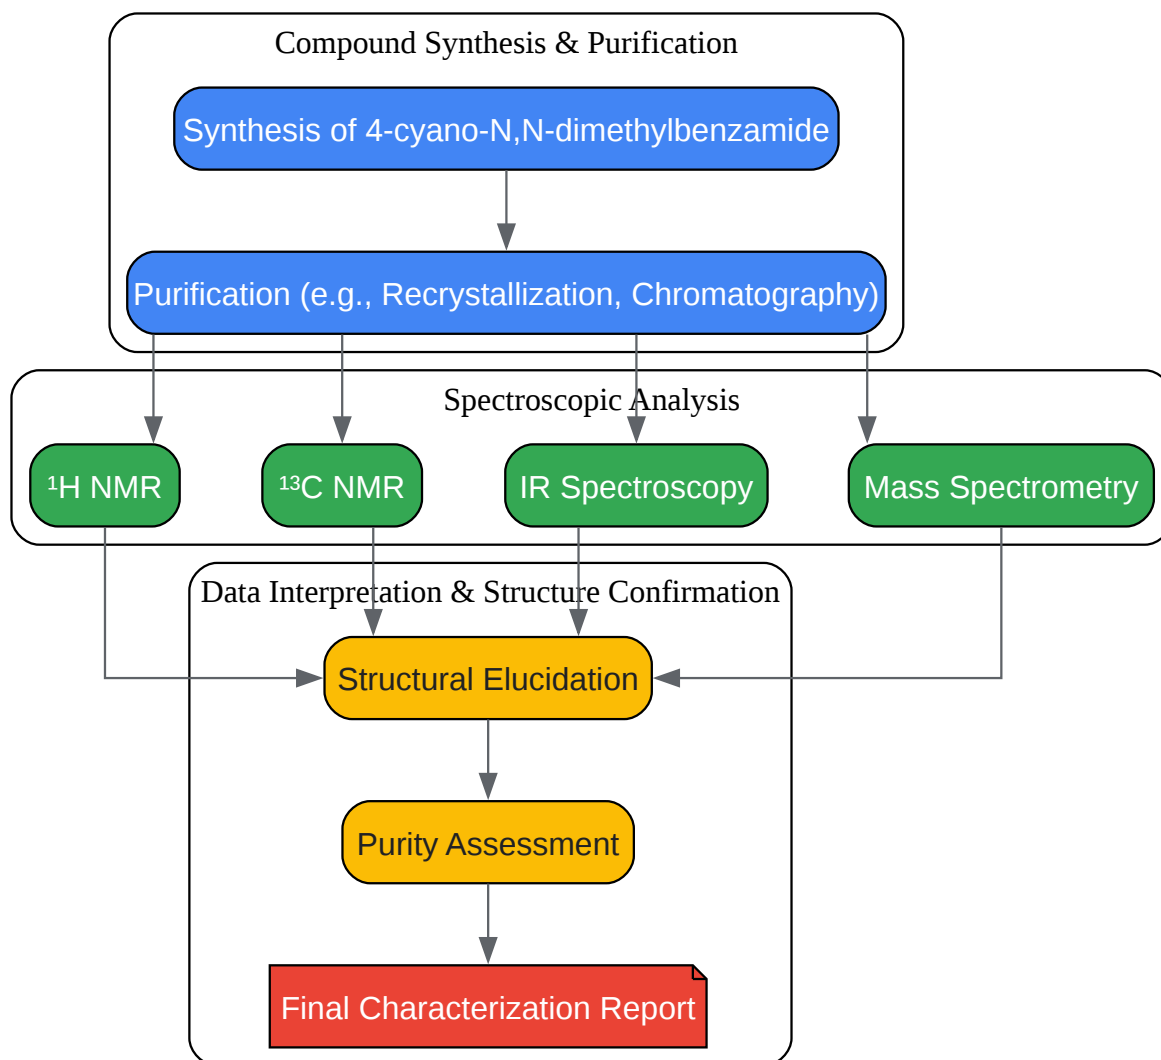 Compound Synthesis & Purification
Synthesis of 4-cyano-N,N-dimethylbenzamide
Purification (e.g., Recrystallization, Chromatography)
Spectroscopic Analysis
¹H NMR
¹³C NMR
IR Spectroscopy
Mass Spectrometry
Data Interpretation & Structure Confirmation
Structural Elucidation
Purity Assessment
Final Characterization Report